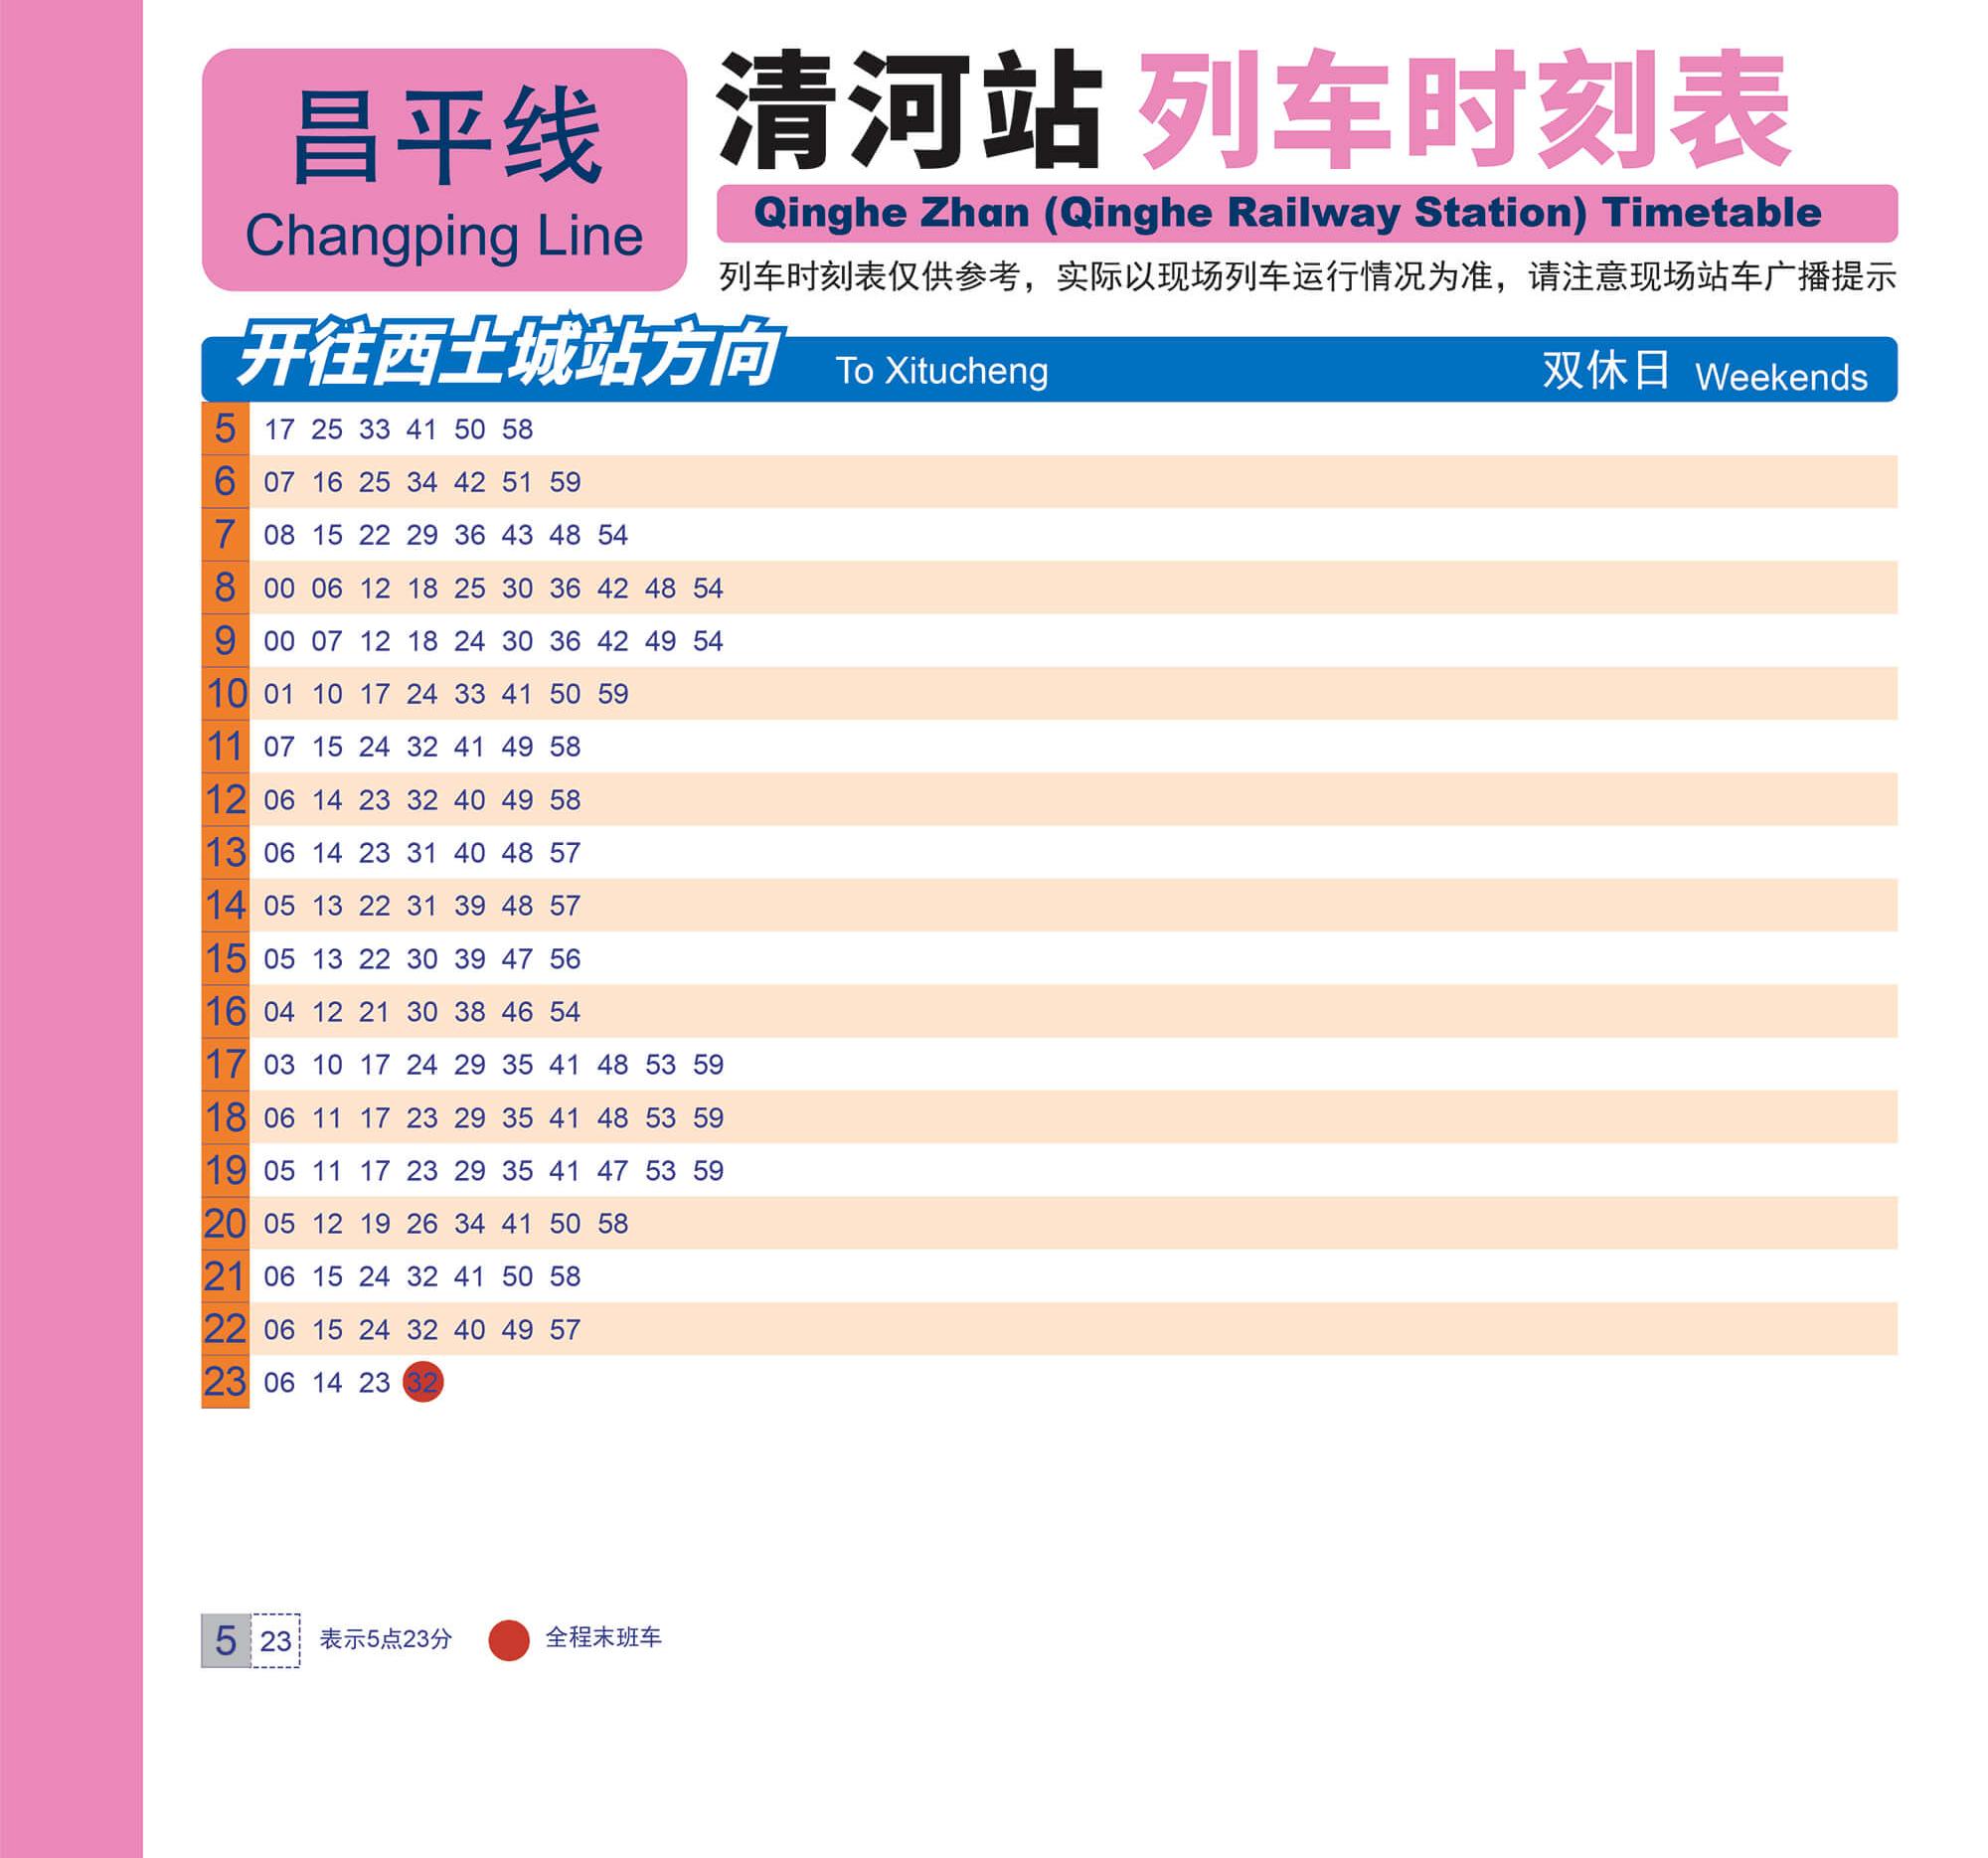 昌平线
Changping Line
清河站 列车时刻表
Qinghe Zhan (Qinghe Railway Station) Timetable
列车时刻表仅供参考，实际以现场列车运行情况为准，请注意现场站车广播提示
开往西土城站方向 To Xitucheng 双休日 Weekends
5 17 25 33 41 50 58
6 07 16 25 34 42 51 59
7 08 15 22 29 36 43 48 54
8 00 06 12 18 25 30 36 42 48 54
9 00 07 12 18 24 30 36 42 49 54
10 01 10 17 24 33 41 50 59
11 07 15 24 32 41 49 58
12 06 14 23 32 40 49 58
13 06 14 23 31 40 48 57
14 05 13 22 31 39 48 57
15 05 13 22 30 39 47 56
16 04 12 21 30 38 46 54
17 03 10 17 24 29 35 41 48 53 59
18 06 11 17 23 29 35 41 48 53 59
19 05 11 17 23 29 35 41 47 53 59
20 05 12 19 26 34 41 50 58
21 06 15 24 32 41 50 58
22 06 15 24 32 40 49 57
23 06 14 23 32
5 23 表示5点23分 全程末班车